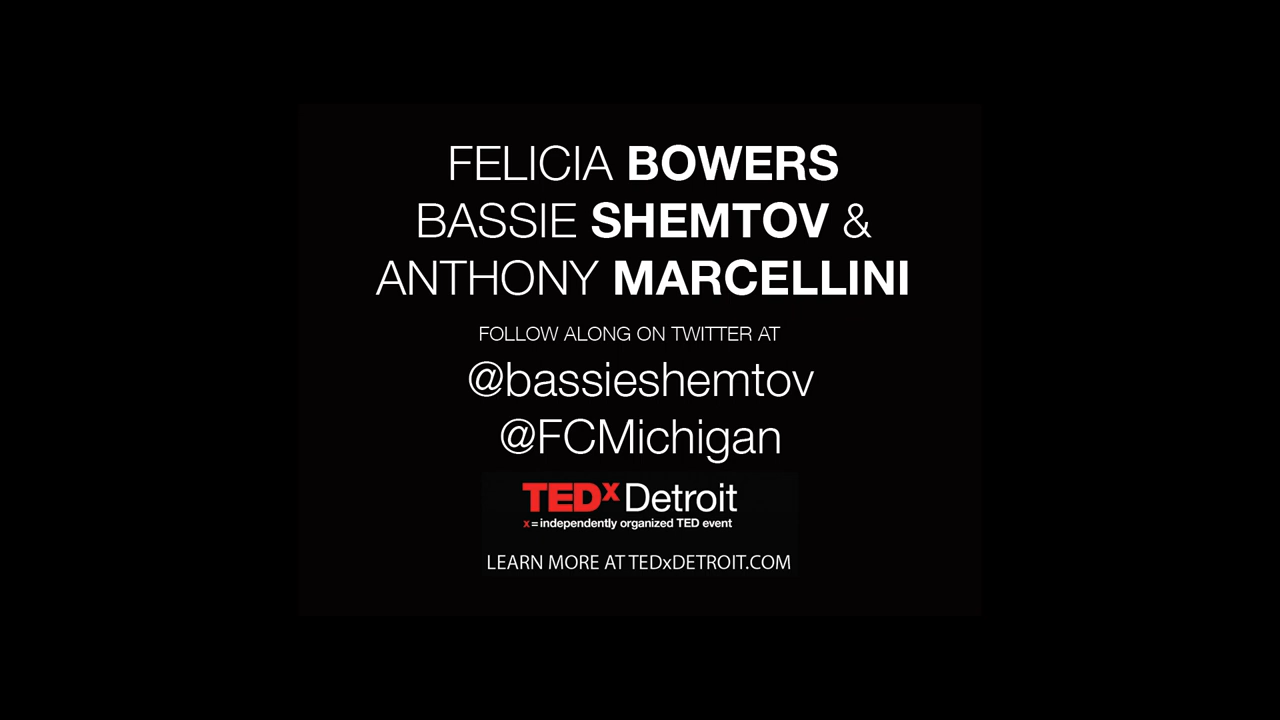 FELICIA BOWERS
BASSIE SHEMTOV &
ANTHONY MARCELLINI
FOLLOW ALONG ON TWITTER AT
@bassieshemtov
@FCMichigan
TEDx Detroit
x = independently organized TED event
LEARN MORE AT TEDxDETROIT.COM